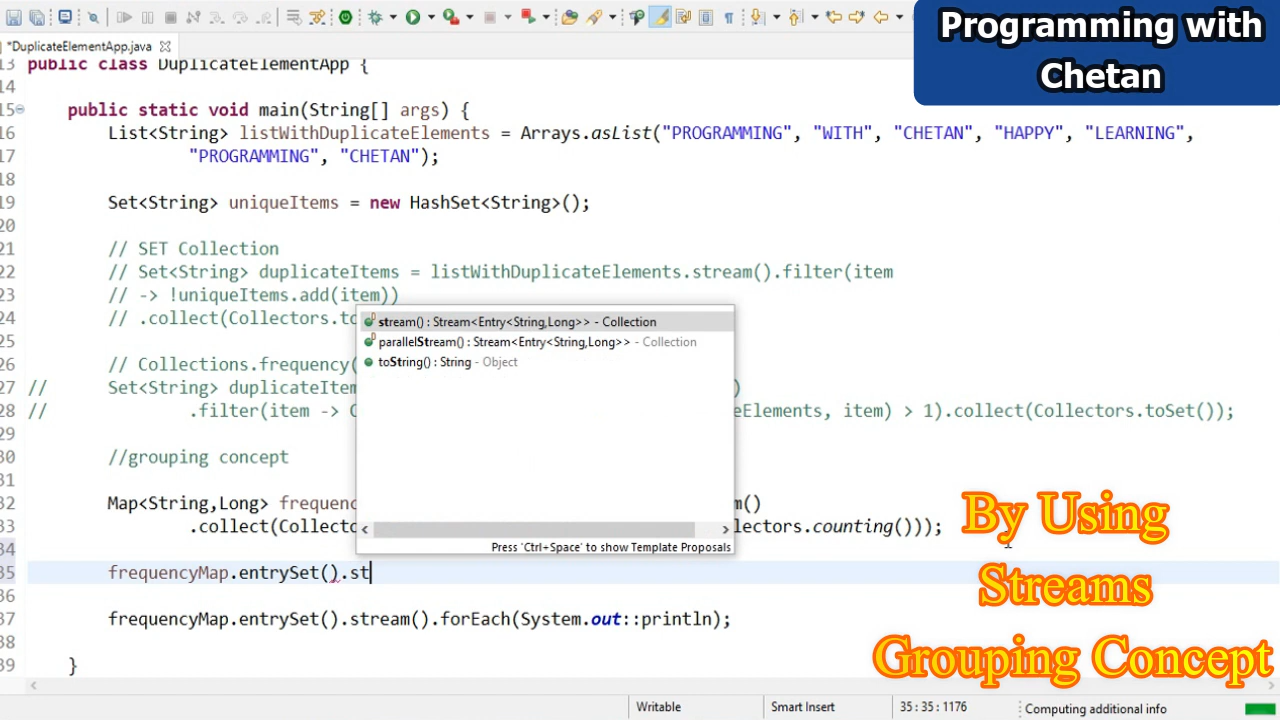 Programming with
Chetan
*DuplicateElementApp.java
13 public class DuplicateElementApp {
14
15 public static void main(String[] args) {
16 List<String> listWithDuplicateElements = Arrays.asList("PROGRAMMING", "WITH", "CHETAN", "HAPPY", "LEARNING",
17 "PROGRAMMING", "CHETAN");
18
19 Set<String> uniqueItems = new HashSet<String>();
20
21 // SET Collection
22 // Set<String> duplicateItems = listWithDuplicateElements.stream().filter(item
23 // -> !uniqueItems.add(item))
24 // .collect(Collectors.to
25
26 // Collections.frequency(
27 // Set<String> duplicateItem )
28 // .filter(item -> C eElements, item) > 1).collect(Collectors.toSet());
29
30 //grouping concept
31
32 Map<String,Long> frequenc m()
33 .collect(Collecto lectors.counting()));
34
35 frequencyMap.entrySet().st
36
37 frequencyMap.entrySet().stream().forEach(System.out::println);
38
39 }
stream() : Stream<Entry<String,Long>> - Collection
parallelStream() : Stream<Entry<String,Long>> - Collection
toString() : String - Object
Press 'Ctrl+Space' to show Template Proposals
By Using
Streams
Grouping Concept
Writable Smart Insert 35 : 35 : 1176 Computing additional info